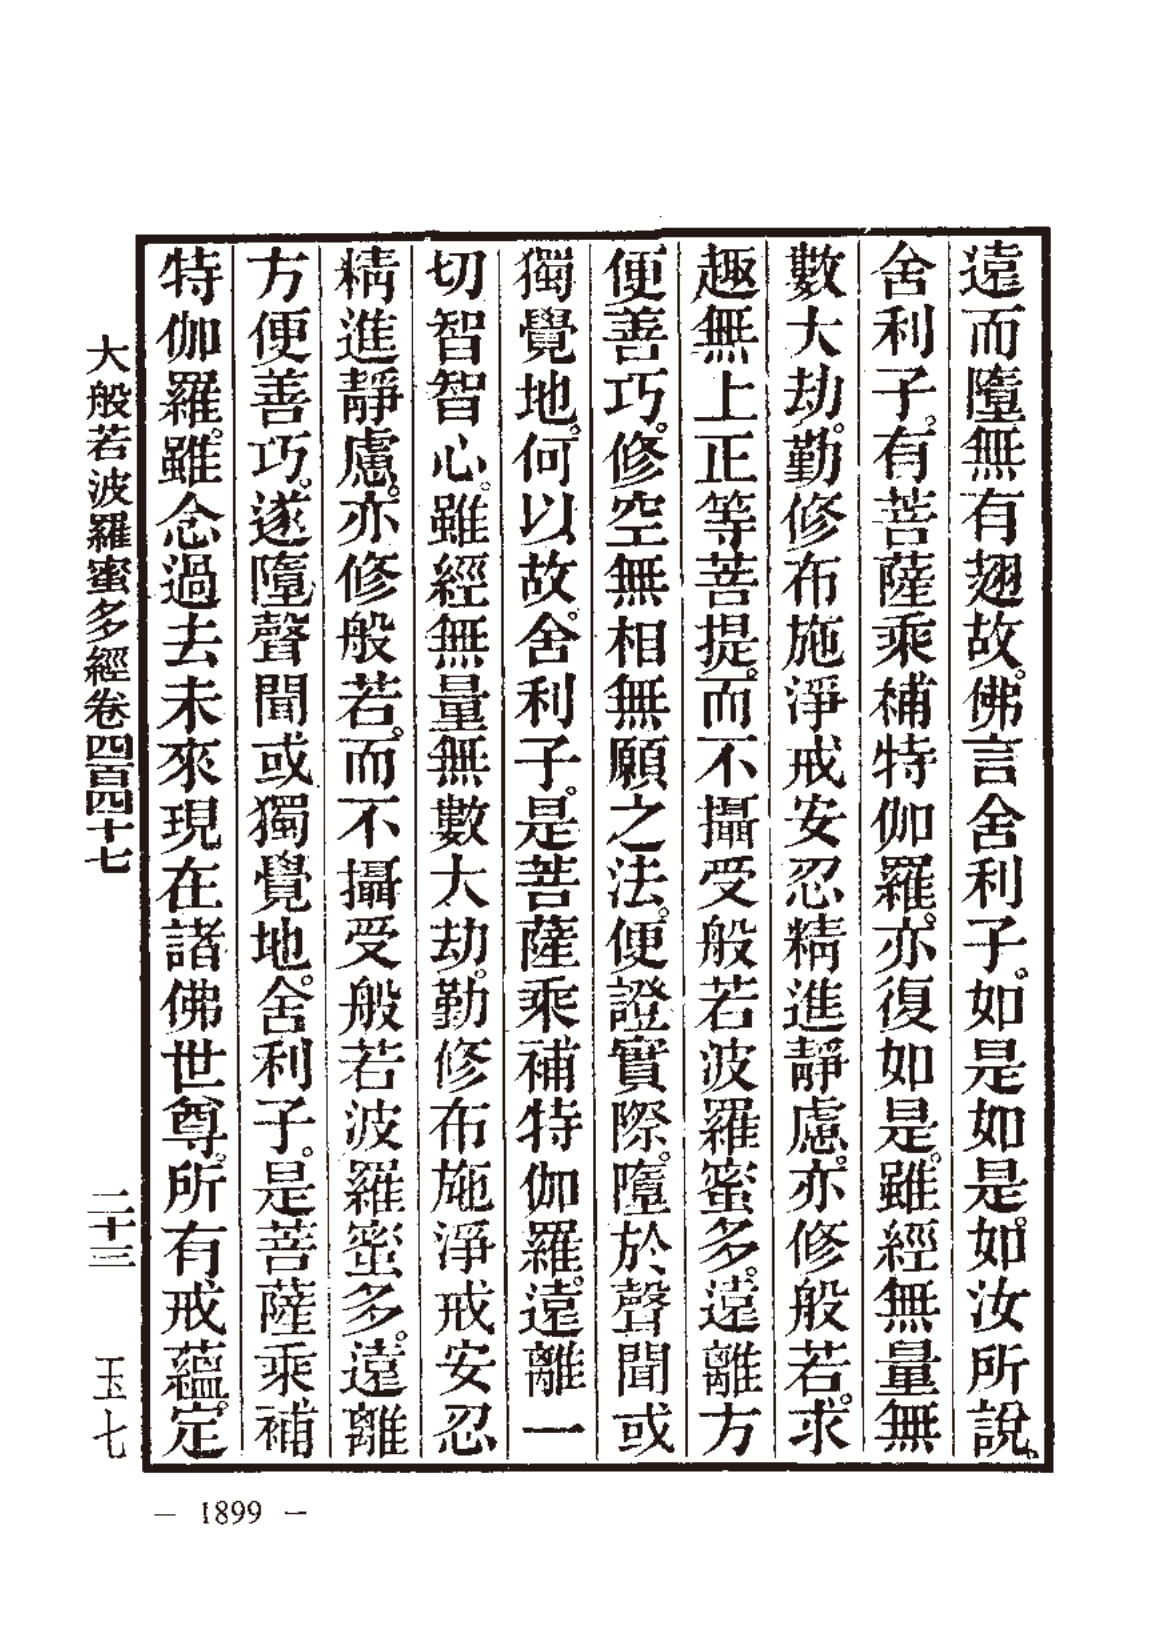 遠而墮無有翅故。佛言舍利子。如是如是。如汝所說。
舍利子。有菩薩乘補特伽羅。亦復如是。雖經無量無
數大劫。勤修布施淨戒安忍精進靜慮。亦修般若。求
趣無上正等菩提。而不攝受般若波羅蜜多。遠離方
便善巧。修空無相無願之法。便證實際。墮於聲聞或
獨覺地。何以故。舍利子。是菩薩乘補特伽羅。遠離一
切智智心。雖經無量無數大劫。勤修布施淨戒安忍
精進靜慮。亦修般若。而不攝受般若波羅蜜多。遠離
方便善巧。遂墮聲聞或獨覺地。舍利子。是菩薩乘補
特伽羅。雖念過去未來現在諸佛世尊。所有戒蘊。定
大般若波羅蜜多經卷四百四十七 二十三 玉七
— 1899 —